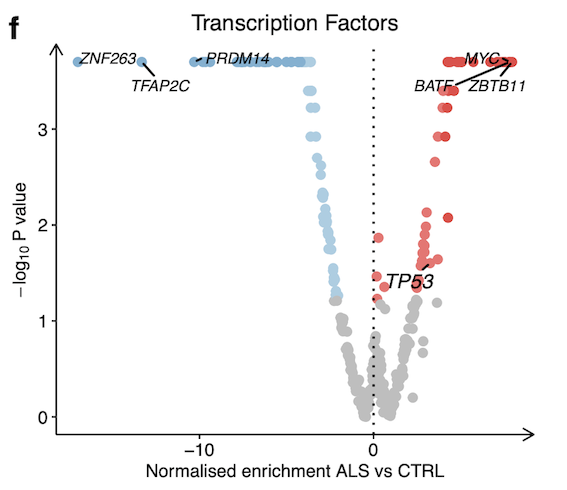 f
Transcription Factors
ZNF263
PRDM14
MYC
TFAP2C
BATF
ZBTB11
3
2
TP53
1
0
−log10 P value
−10
0
Normalised enrichment ALS vs CTRL